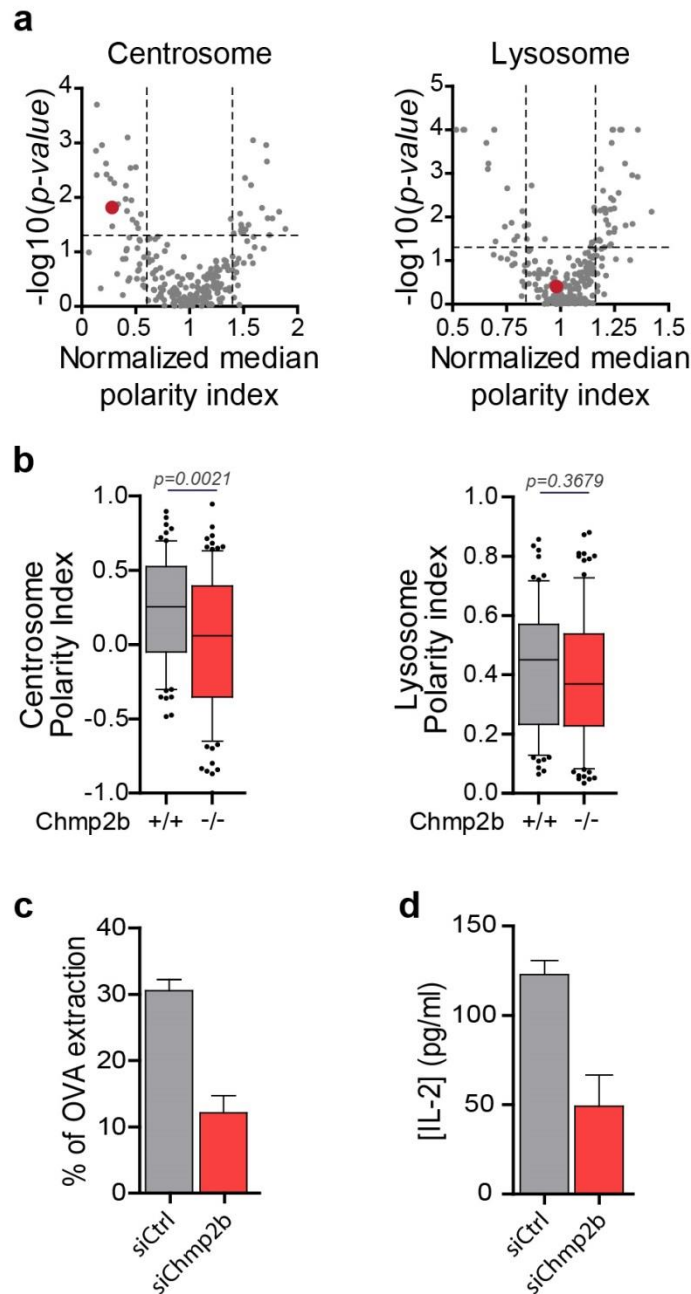 a
Centrosome
-log10(p-value)
4
3
2
1
0
0 0.5 1 1.5 2
Normalized median
polarity index
Lysosome
-log10(p-value)
5
4
3
2
1
0
0.5 0.75 1 1.25 1.5
Normalized median
polarity index
b
p=0.0021
Centrosome
Polarity Index
1.0
0.5
0.0
-0.5
-1.0
Chmp2b +/+ -/-
p=0.3679
Lysosome
Polarity index
1.0
0.8
0.6
0.4
0.2
0.0
Chmp2b +/+ -/-
c
% of OVA extraction
40
30
20
10
0
siCtrl
siChmp2b
d
[IL-2] (pg/ml)
150
100
50
0
siCtrl
siChmp2b